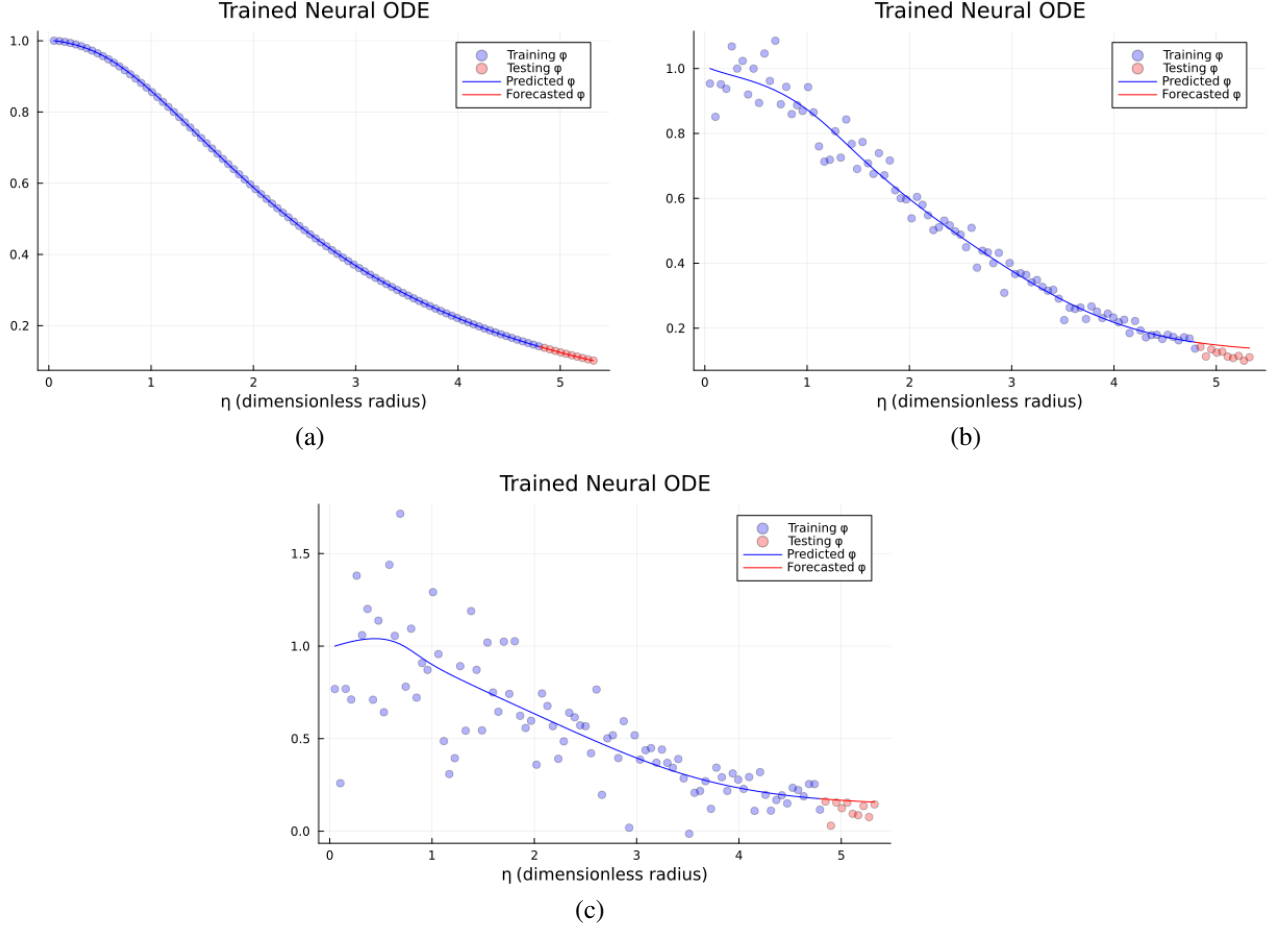 Trained Neural ODE
1.0
0.8
0.6
0.4
0.2
0
1
2
3
4
5
η (dimensionless radius)
Training φ
Testing φ
Predicted φ
Forecasted φ
(a)
Trained Neural ODE
1.0
0.8
0.6
0.4
0.2
0
1
2
3
4
5
η (dimensionless radius)
Training φ
Testing φ
Predicted φ
Forecasted φ
(b)
Trained Neural ODE
1.5
1.0
0.5
0.0
0
1
2
3
4
5
η (dimensionless radius)
Training φ
Testing φ
Predicted φ
Forecasted φ
(c)